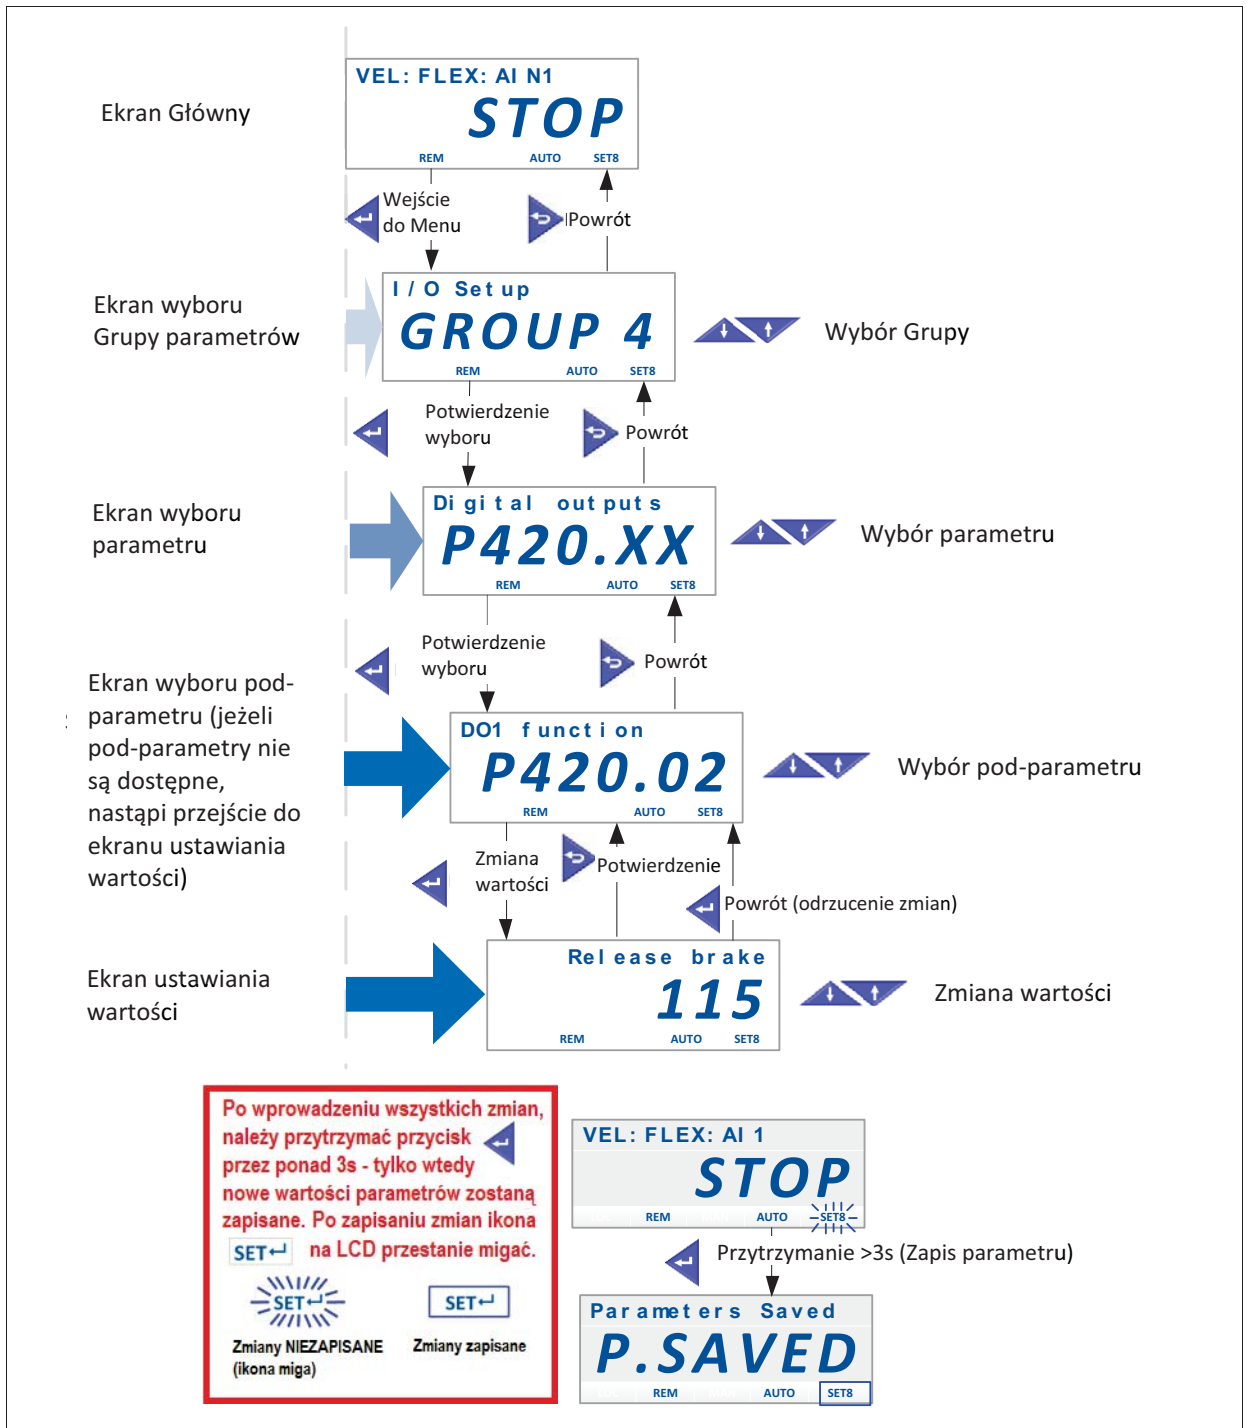 VEL: FLEX: AI N1
STOP
REM AUTO SET8
Ekran Główny
Wejście
do Menu
Powrót
I/O Setup
GROUP 4
REM AUTO SET8
Ekran wyboru
Grupy parametrów
Wybór Grupy
Potwierdzenie
wyboru
Powrót
Digital outputs
P420.XX
REM AUTO SET8
Ekran wyboru
parametru
Wybór parametru
Potwierdzenie
wyboru
Powrót
Ekran wyboru pod-
parametru (jeżeli
pod-parametry nie
są dostępne,
nastąpi przejście do
ekranu ustawiania
wartości)
DO1 function
P420.02
REM AUTO SET8
Wybór pod-parametru
Zmiana
wartości
Potwierdzenie
Powrót (odrzucenie zmian)
Release brake
115
REM AUTO SET8
Ekran ustawiania
wartości
Zmiana wartości
Po wprowadzeniu wszystkich zmian,
należy przytrzymać przycisk
przez ponad 3s - tylko wtedy
nowe wartości parametrów zostaną
zapisane. Po zapisaniu zmian ikona
SET↵ na LCD przestanie migać.
SET↵ SET↵
Zmiany NIEZAPISANE
(ikona miga)
Zmiany zapisane
VEL: FLEX: AI 1
STOP
REM AUTO SET8
Przytrzymanie >3s (Zapis parametru)
Parameters Saved
P.SAVED
REM AUTO SET8